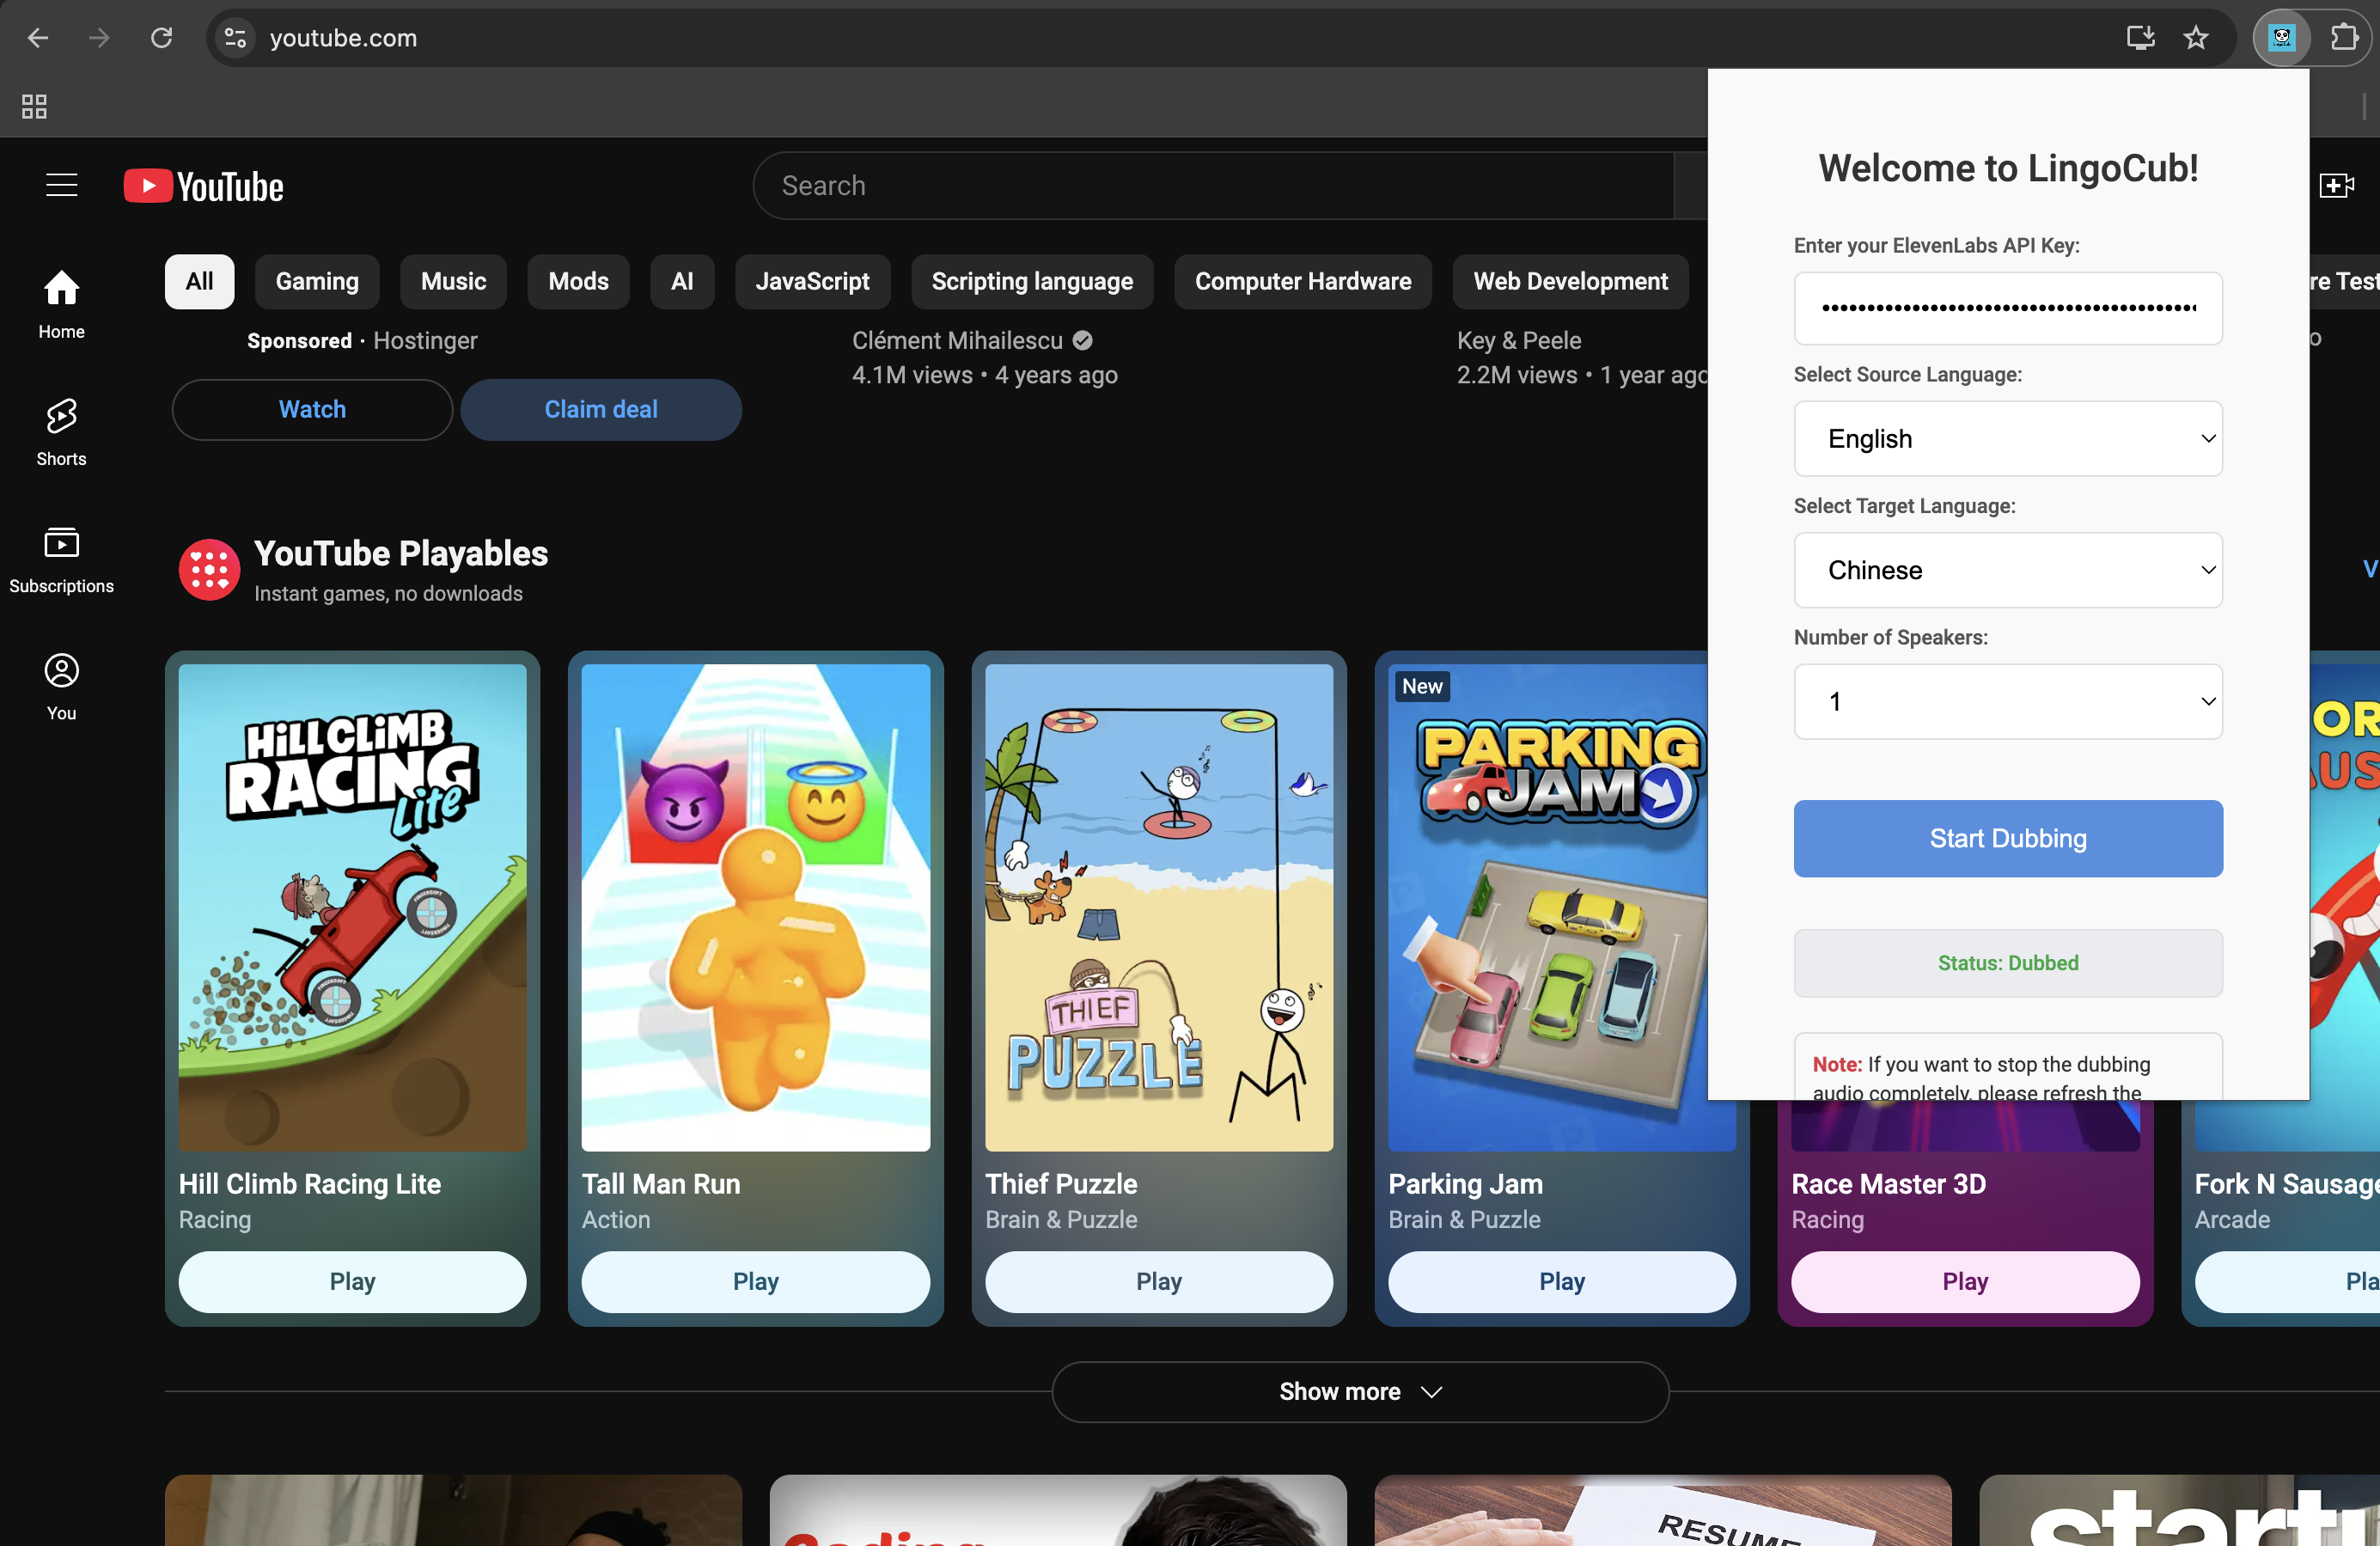 youtube.com
YouTube
Search
All
Gaming
Music
Mods
AI
JavaScript
Scripting language
Computer Hardware
Web Development
Home
Shorts
Subscriptions
You
Sponsored · Hostinger
Watch
Claim deal
Clément Mihailescu
4.1M views • 4 years ago
Key & Peele
2.2M views • 1 year ago
YouTube Playables
Instant games, no downloads
HILL CLIMB
RACING
Lite
Hill Climb Racing Lite
Racing
Play
Tall Man Run
Action
Play
THIEF
PUZZLE
Thief Puzzle
Brain & Puzzle
Play
New
PARKING
JAM
Parking Jam
Brain & Puzzle
Play
Race Master 3D
Racing
Play
Fork N Sausage
Arcade
Show more
RESUME
Welcome to LingoCub!
Enter your ElevenLabs API Key:
Select Source Language:
English
Select Target Language:
Chinese
Number of Speakers:
1
Start Dubbing
Status: Dubbed
Note: If you want to stop the dubbing
audio completely, please refresh the